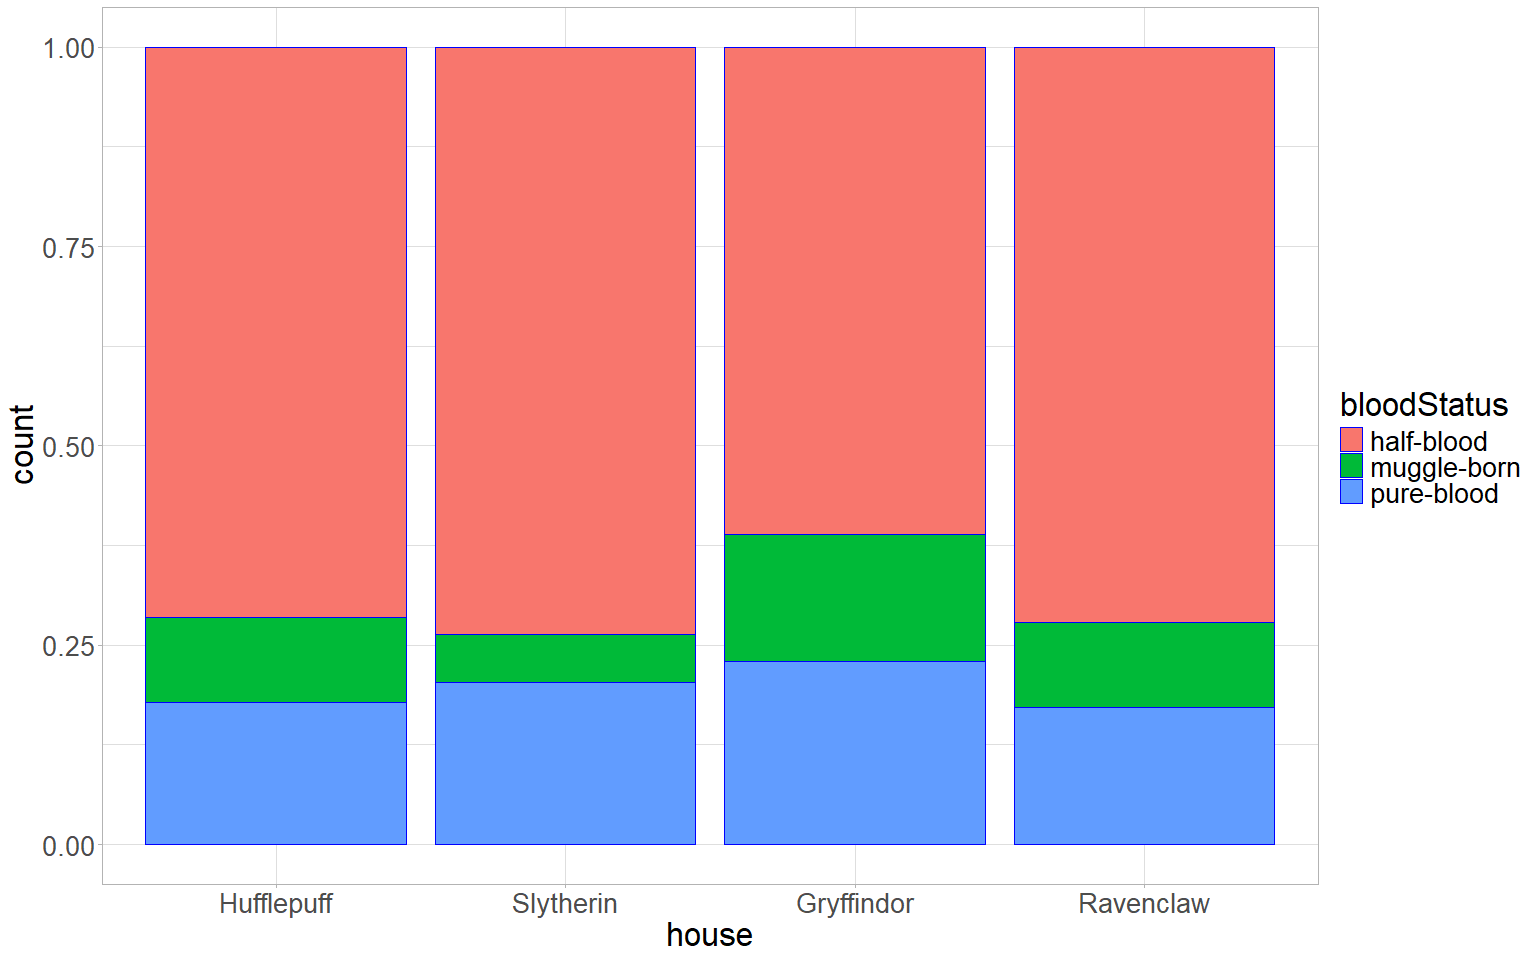 1.00
0.75
0.50
0.25
0.00
count
Hufflepuff
Slytherin
Gryffindor
Ravenclaw
house
bloodStatus
half-blood
muggle-born
pure-blood